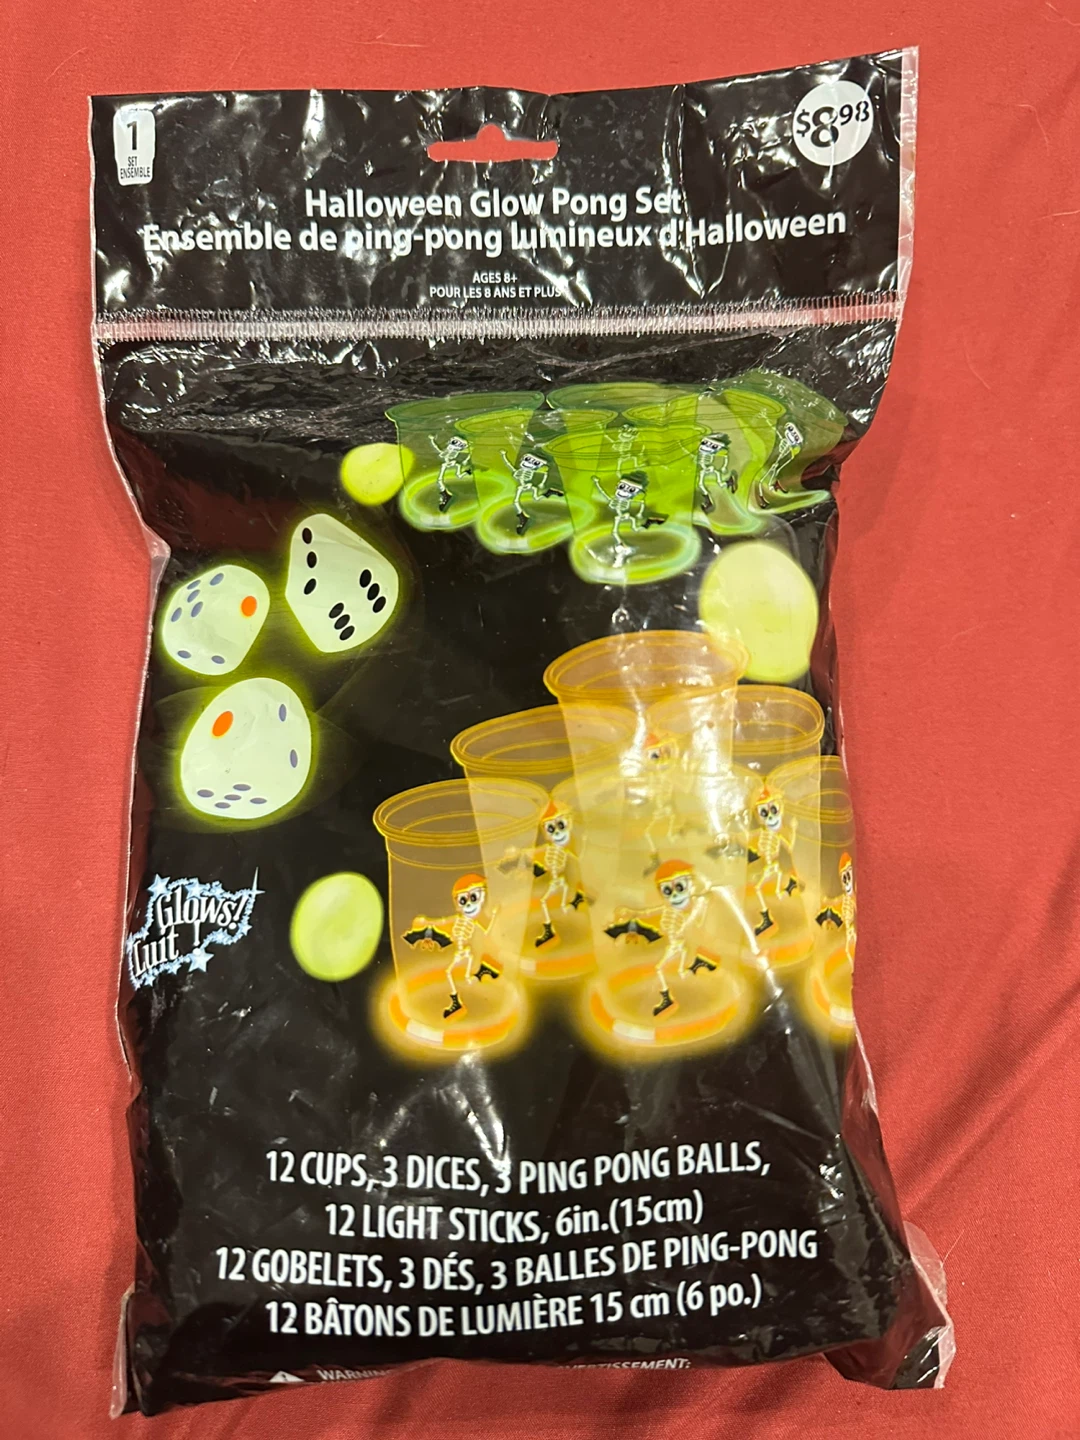 1
SET
ENSEMBLE
$8.98
Halloween Glow Pong Set
Ensemble de ping-pong lumineux d'Halloween
AGES 8+
POUR LES 8 ANS ET PLUS
Glows!
Luit !
12 CUPS, 3 DICES, 3 PING PONG BALLS,
12 LIGHT STICKS, 6in.(15cm)
12 GOBELETS, 3 DÉS, 3 BALLES DE PING-PONG
12 BÂTONS DE LUMIÈRE 15 cm (6 po.)
WARNING AVERTISSEMENT: